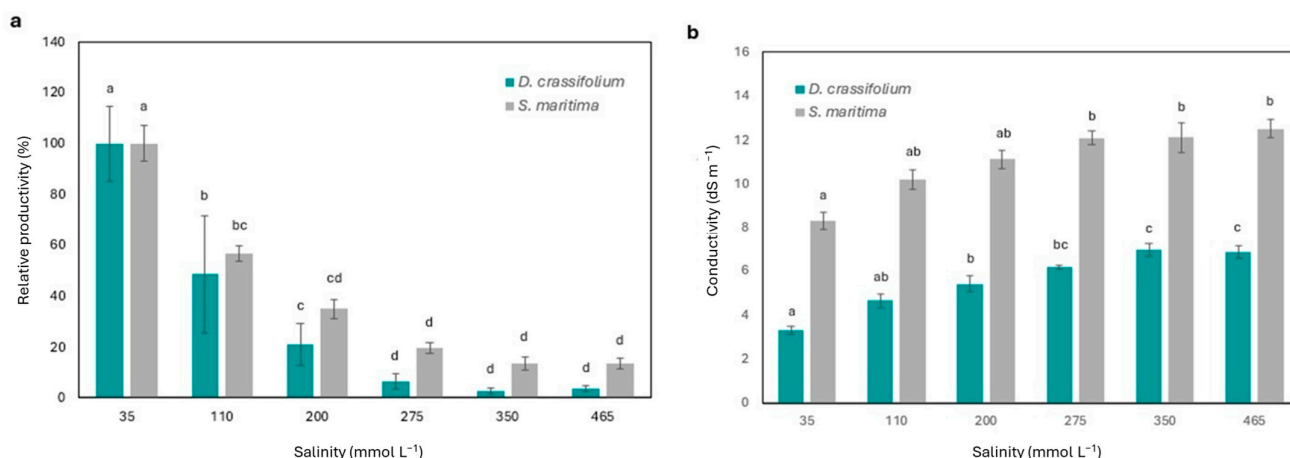 a
140
120
100
80
60
40
20
0
Relative productivity (%)
D. crassifolium
S. maritima
a a
b bc
c cd
d d
d d
d d
35 110 200 275 350 465
Salinity (mmol L⁻¹)
b
16
14
12
10
8
6
4
2
0
Conductivity (dS m⁻¹)
D. crassifolium
S. maritima
a a
ab ab
b ab
bc b
c b
c b
35 110 200 275 350 465
Salinity (mmol L⁻¹)